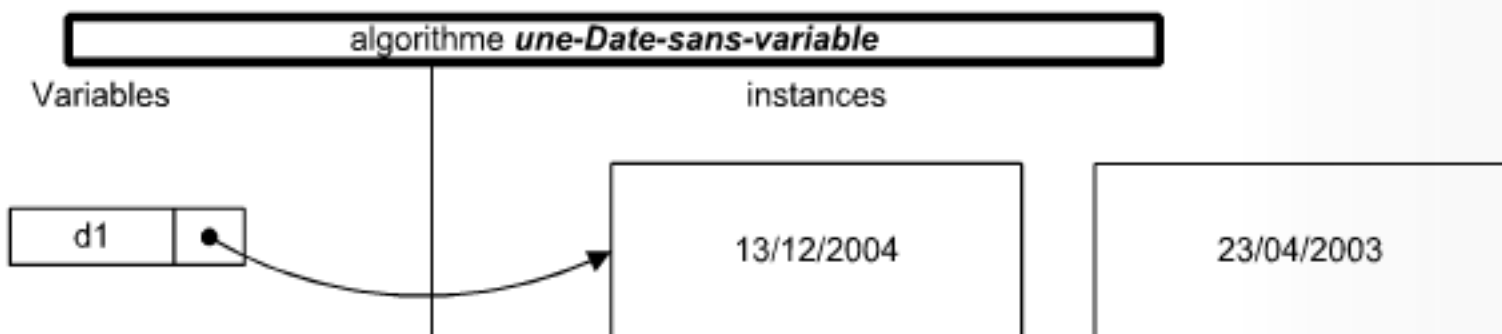 algorithme une-Date-sans-variable
Variables
instances
d1
13/12/2004
23/04/2003